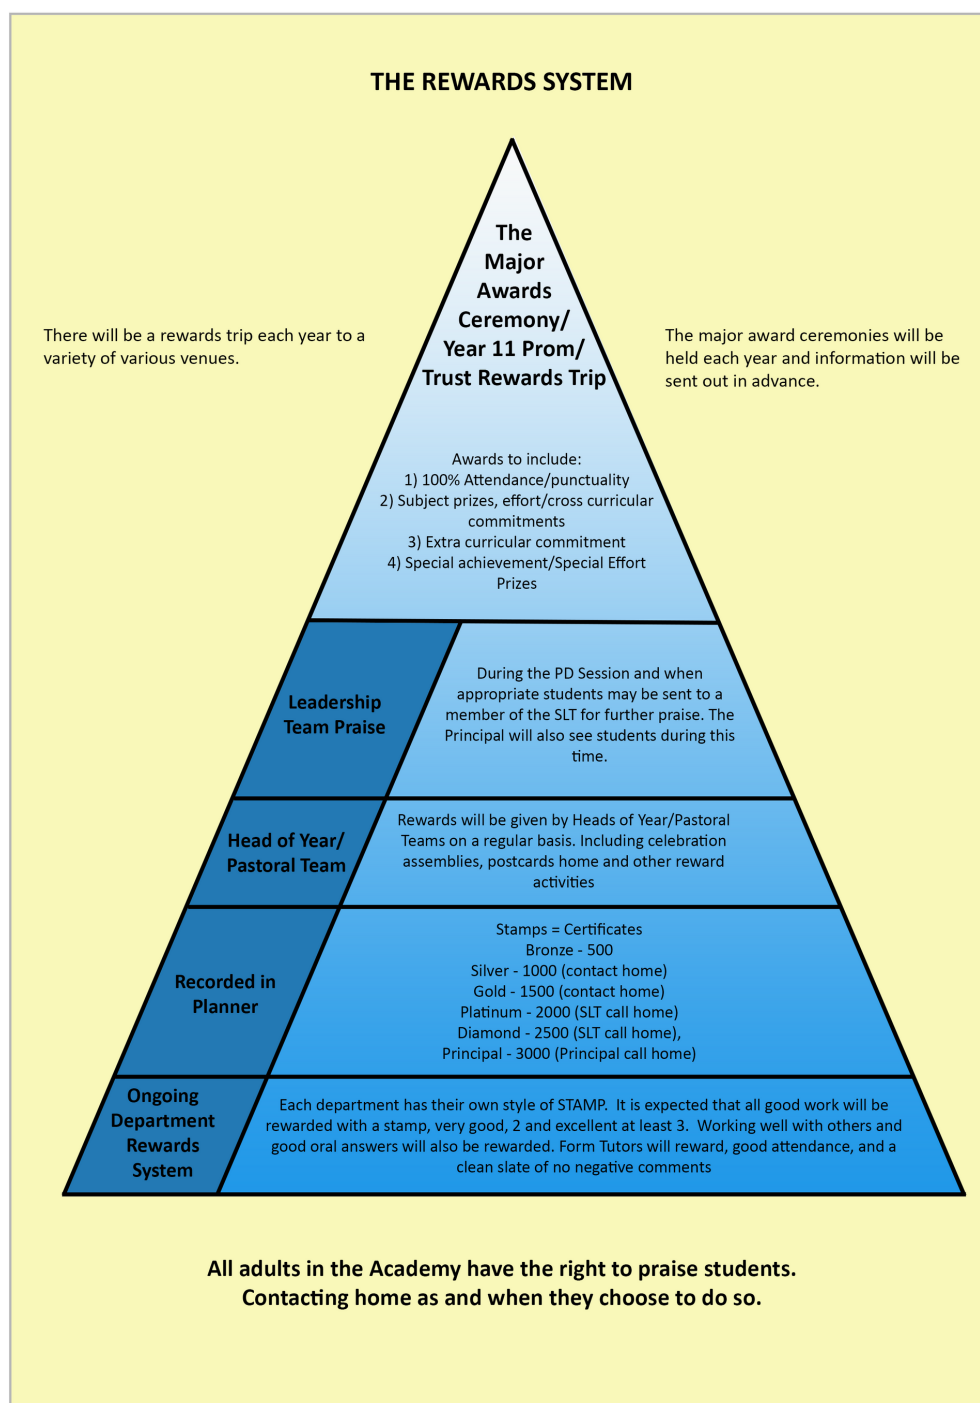 THE REWARDS SYSTEM
The
Major
Awards
Ceremony/
Year 11 Prom/
Trust Rewards Trip
There will be a rewards trip each year to a
variety of various venues.
The major award ceremonies will be
held each year and information will be
sent out in advance.
Awards to include:
1) 100% Attendance/punctuality
2) Subject prizes, effort/cross curricular
commitments
3) Extra curricular commitment
4) Special achievement/Special Effort
Prizes
Leadership
Team Praise
During the PD Session and when
appropriate students may be sent to a
member of the SLT for further praise. The
Principal will also see students during this
time.
Head of Year/
Pastoral Team
Rewards will be given by Heads of Year/Pastoral
Teams on a regular basis. Including celebration
assemblies, postcards home and other reward
activities
Recorded in
Planner
Stamps = Certificates
Bronze - 500
Silver - 1000 (contact home)
Gold - 1500 (contact home)
Platinum - 2000 (SLT call home)
Diamond - 2500 (SLT call home),
Principal - 3000 (Principal call home)
Ongoing
Department
Rewards
System
Each department has their own style of STAMP.  It is expected that all good work will be
rewarded with a stamp, very good, 2 and excellent at least 3.  Working well with others and
good oral answers will also be rewarded. Form Tutors will reward, good attendance, and a
clean slate of no negative comments
All adults in the Academy have the right to praise students.
Contacting home as and when they choose to do so.